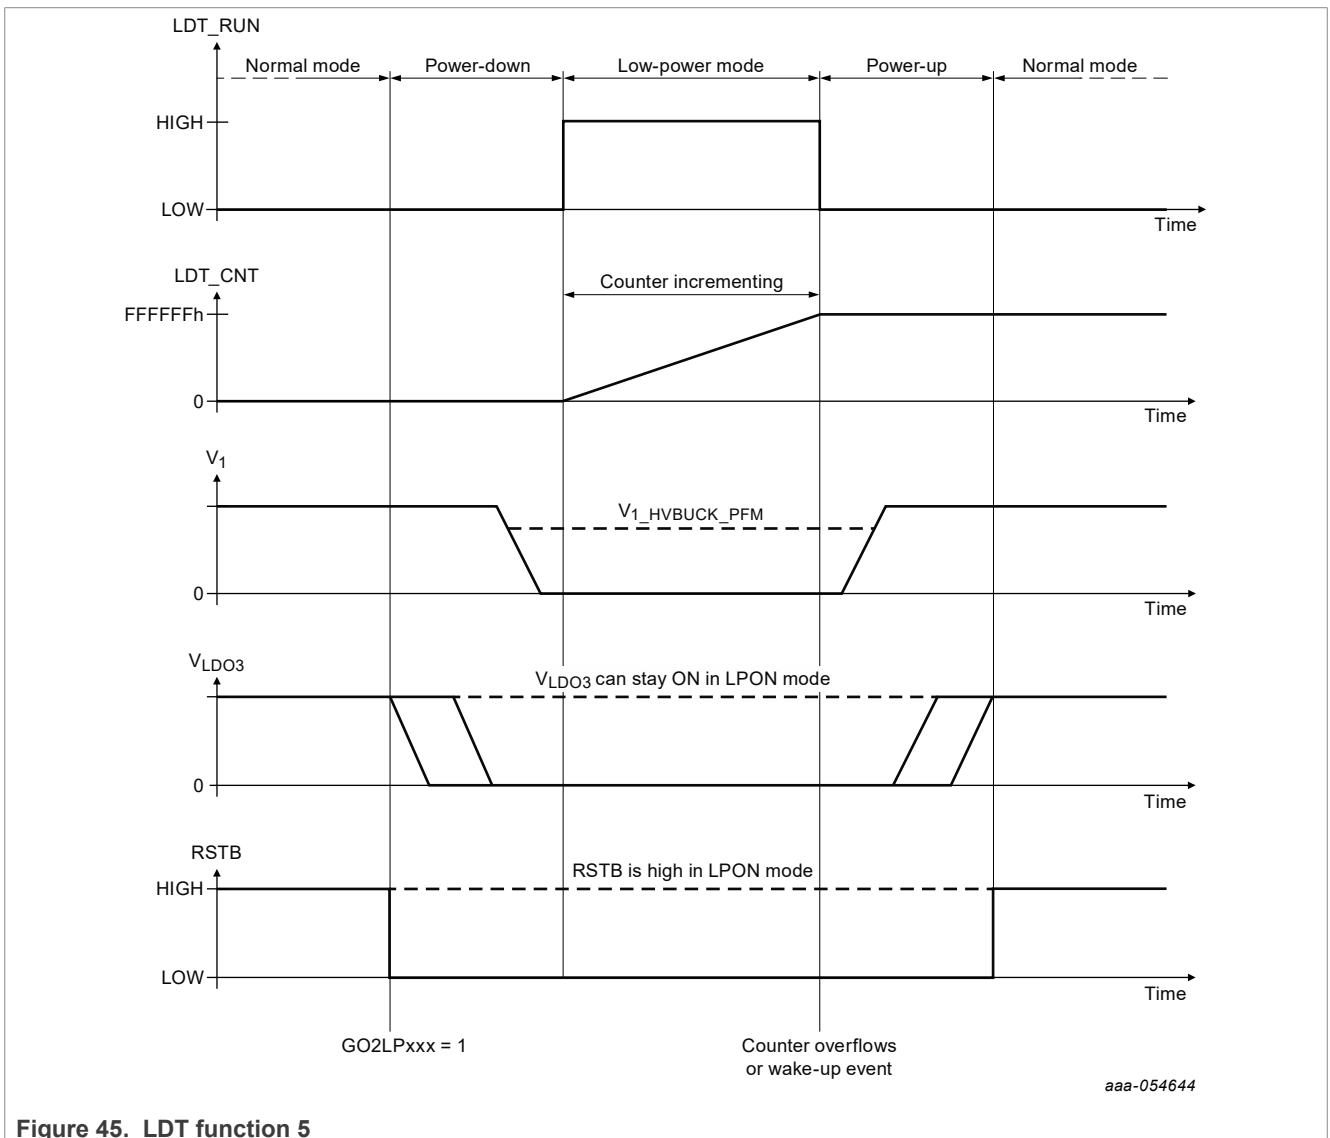 LDT_RUN
Normal mode
Power-down
Low-power mode
Power-up
Normal mode
HIGH
LOW
Time
LDT_CNT
Counter incrementing
FFFFFFh
0
Time
V1
V1_HVBUCK_PFM
0
Time
VLDO3
VLDO3 can stay ON in LPON mode
0
Time
RSTB
RSTB is high in LPON mode
HIGH
LOW
Time
GO2LPxxx = 1
Counter overflows
or wake-up event
aaa-054644
Figure 45. LDT function 5